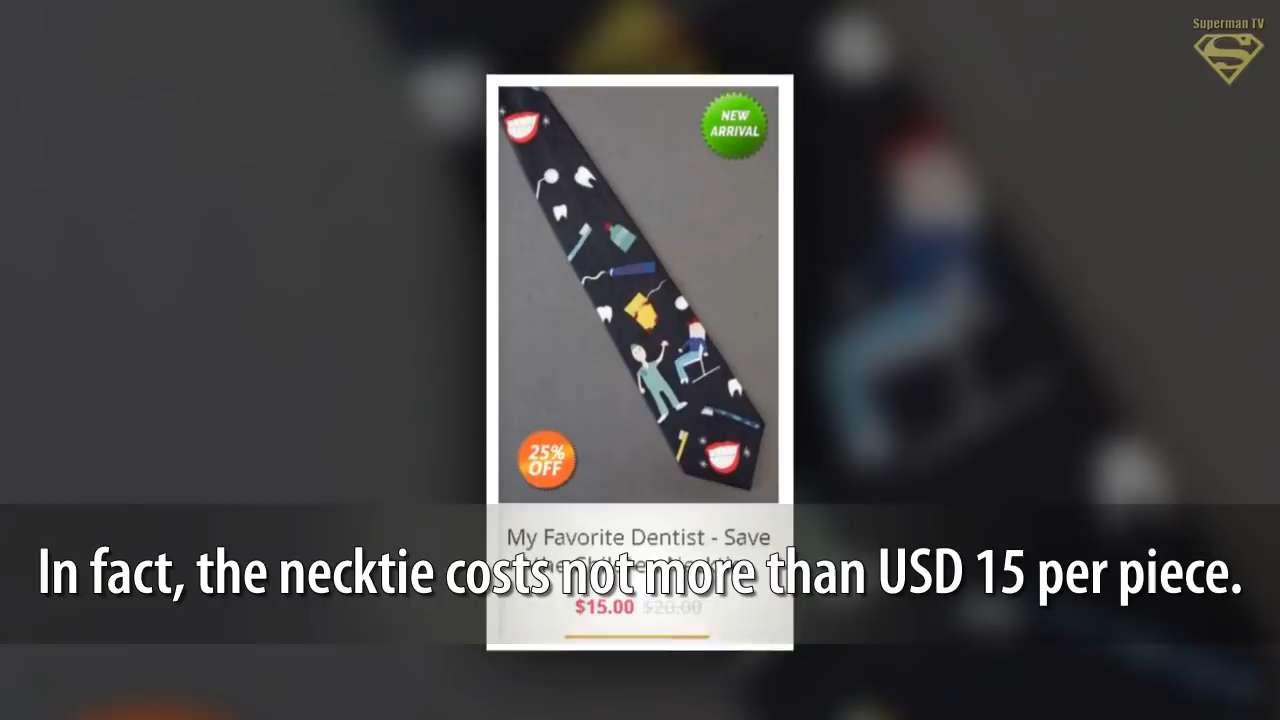 Superman TV
NEW
ARRIVAL
25%
OFF
My Favorite Dentist - Save
In fact, the necktie costs not more than USD 15 per piece.
$15.00 $20.00